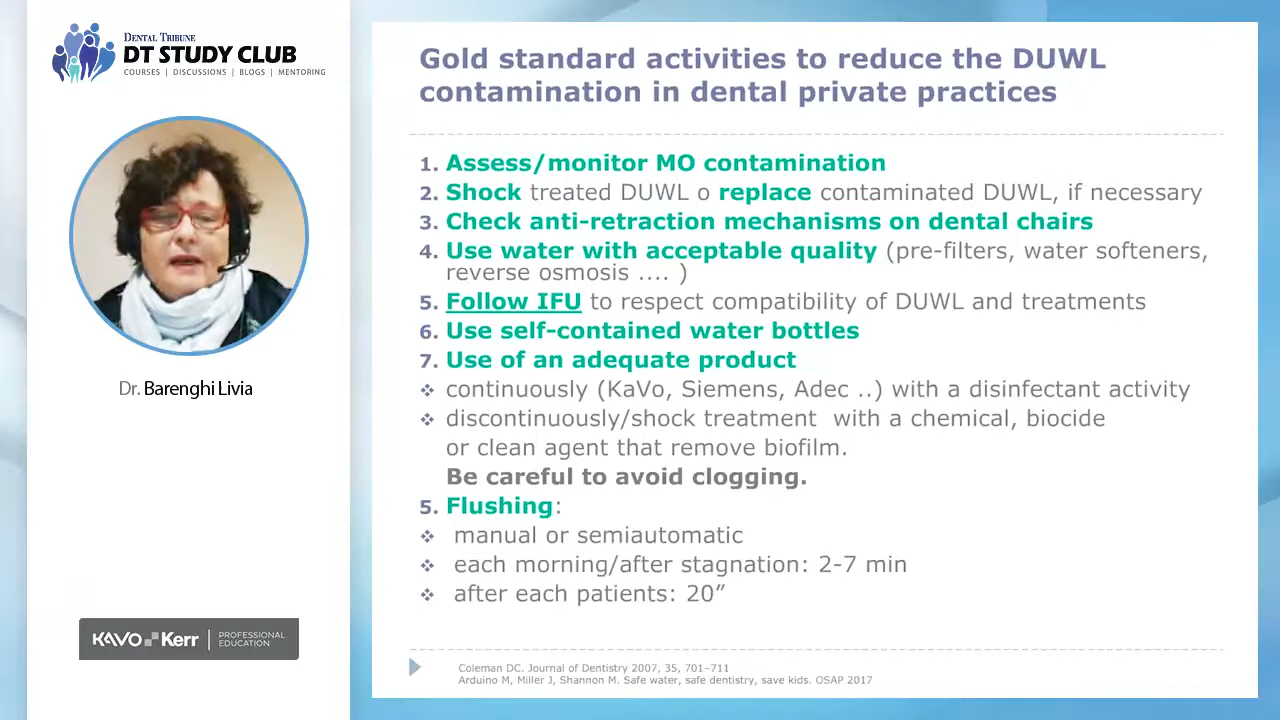 DENTAL TRIBUNE
DT STUDY CLUB
COURSES | DISCUSSIONS | BLOGS | MENTORING
Dr. Barenghi Livia
KAVO Kerr | PROFESSIONAL
EDUCATION
Gold standard activities to reduce the DUWL
contamination in dental private practices
1. Assess/monitor MO contamination
2. Shock treated DUWL o replace contaminated DUWL, if necessary
3. Check anti-retraction mechanisms on dental chairs
4. Use water with acceptable quality (pre-filters, water softeners,
reverse osmosis .... )
5. Follow IFU to respect compatibility of DUWL and treatments
6. Use self-contained water bottles
7. Use of an adequate product
❖ continuously (KaVo, Siemens, Adec ..) with a disinfectant activity
❖ discontinuously/shock treatment with a chemical, biocide
or clean agent that remove biofilm.
Be careful to avoid clogging.
5. Flushing:
❖ manual or semiautomatic
❖ each morning/after stagnation: 2-7 min
❖ after each patients: 20”
Coleman DC. Journal of Dentistry 2007, 35, 701–711
Arduino M, Miller J, Shannon M. Safe water, safe dentistry, save kids. OSAP 2017